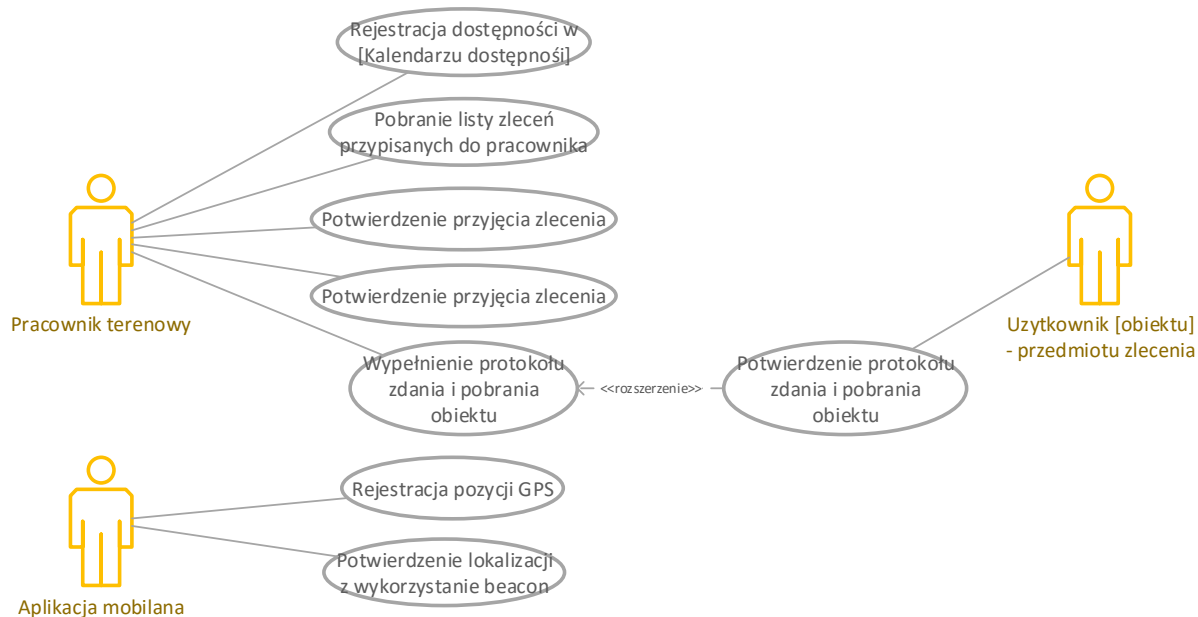 Rejestracja dostępności w
[Kalendarzu dostępnośi]
Pobranie listy zleceń
przypisanych do pracownika
Potwierdzenie przyjęcia zlecenia
Potwierdzenie przyjęcia zlecenia
Pracownik terenowy
Uzytkownik [obiektu]
- przedmiotu zlecenia
Wypełnienie protokołu
zdania i pobrania
obiektu
<<rozszerzenie>>
Potwierdzenie protokołu
zdania i pobrania
obiektu
Rejestracja pozycji GPS
Potwierdzenie lokalizacji
z wykorzystanie beacon
Aplikacja mobilana